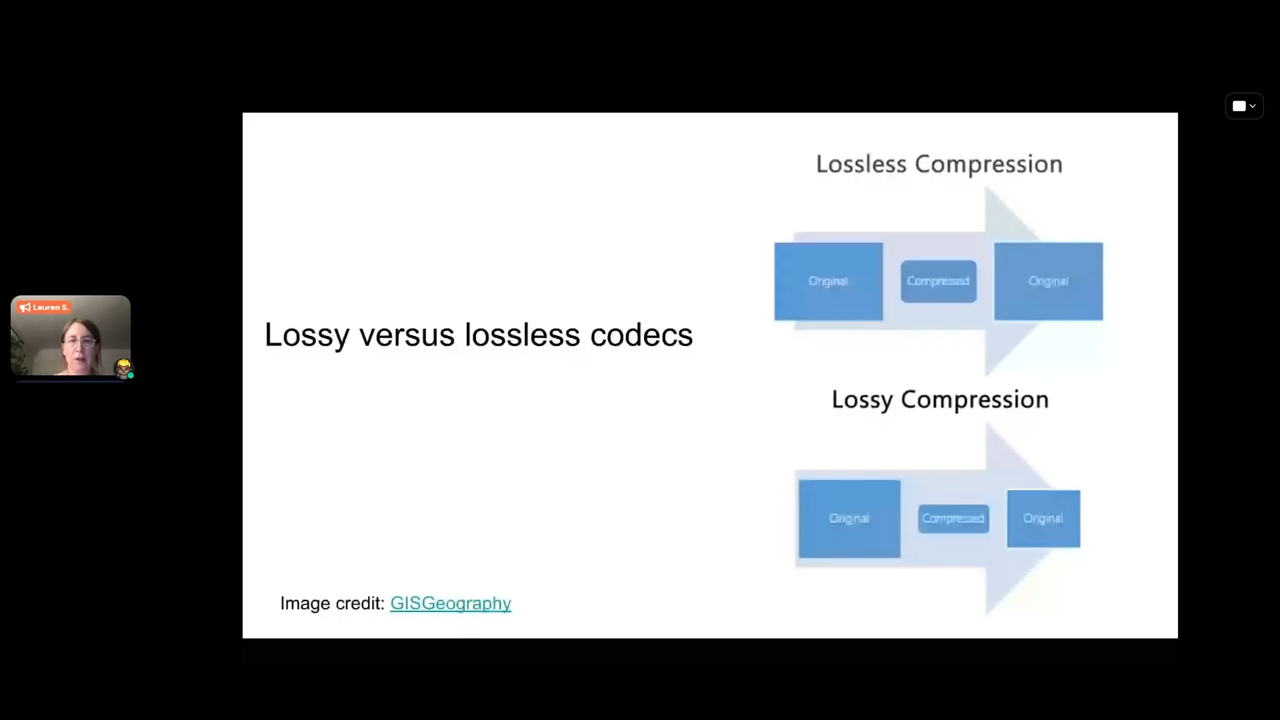 Lossless Compression
Original
Compressed
Original
Lauren S.
Lossy versus lossless codecs
Lossy Compression
Original
Compressed
Original
Image credit: GISGeography